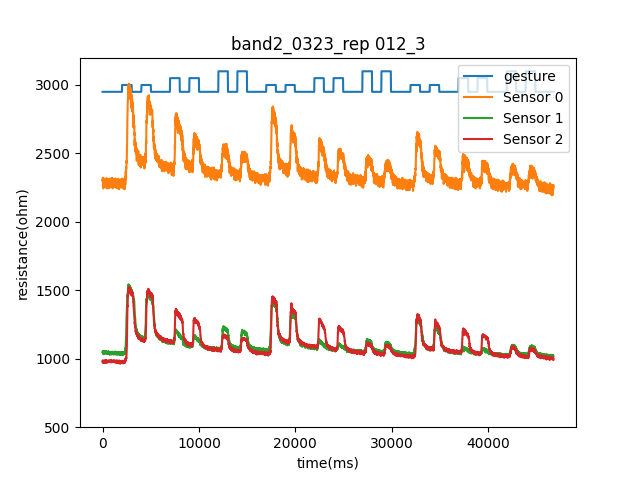 band2_0323_rep 012_3
3000
2500
2000
1500
1000
500
resistance(ohm)
gesture
Sensor 0
Sensor 1
Sensor 2
0
10000
20000
30000
40000
time(ms)